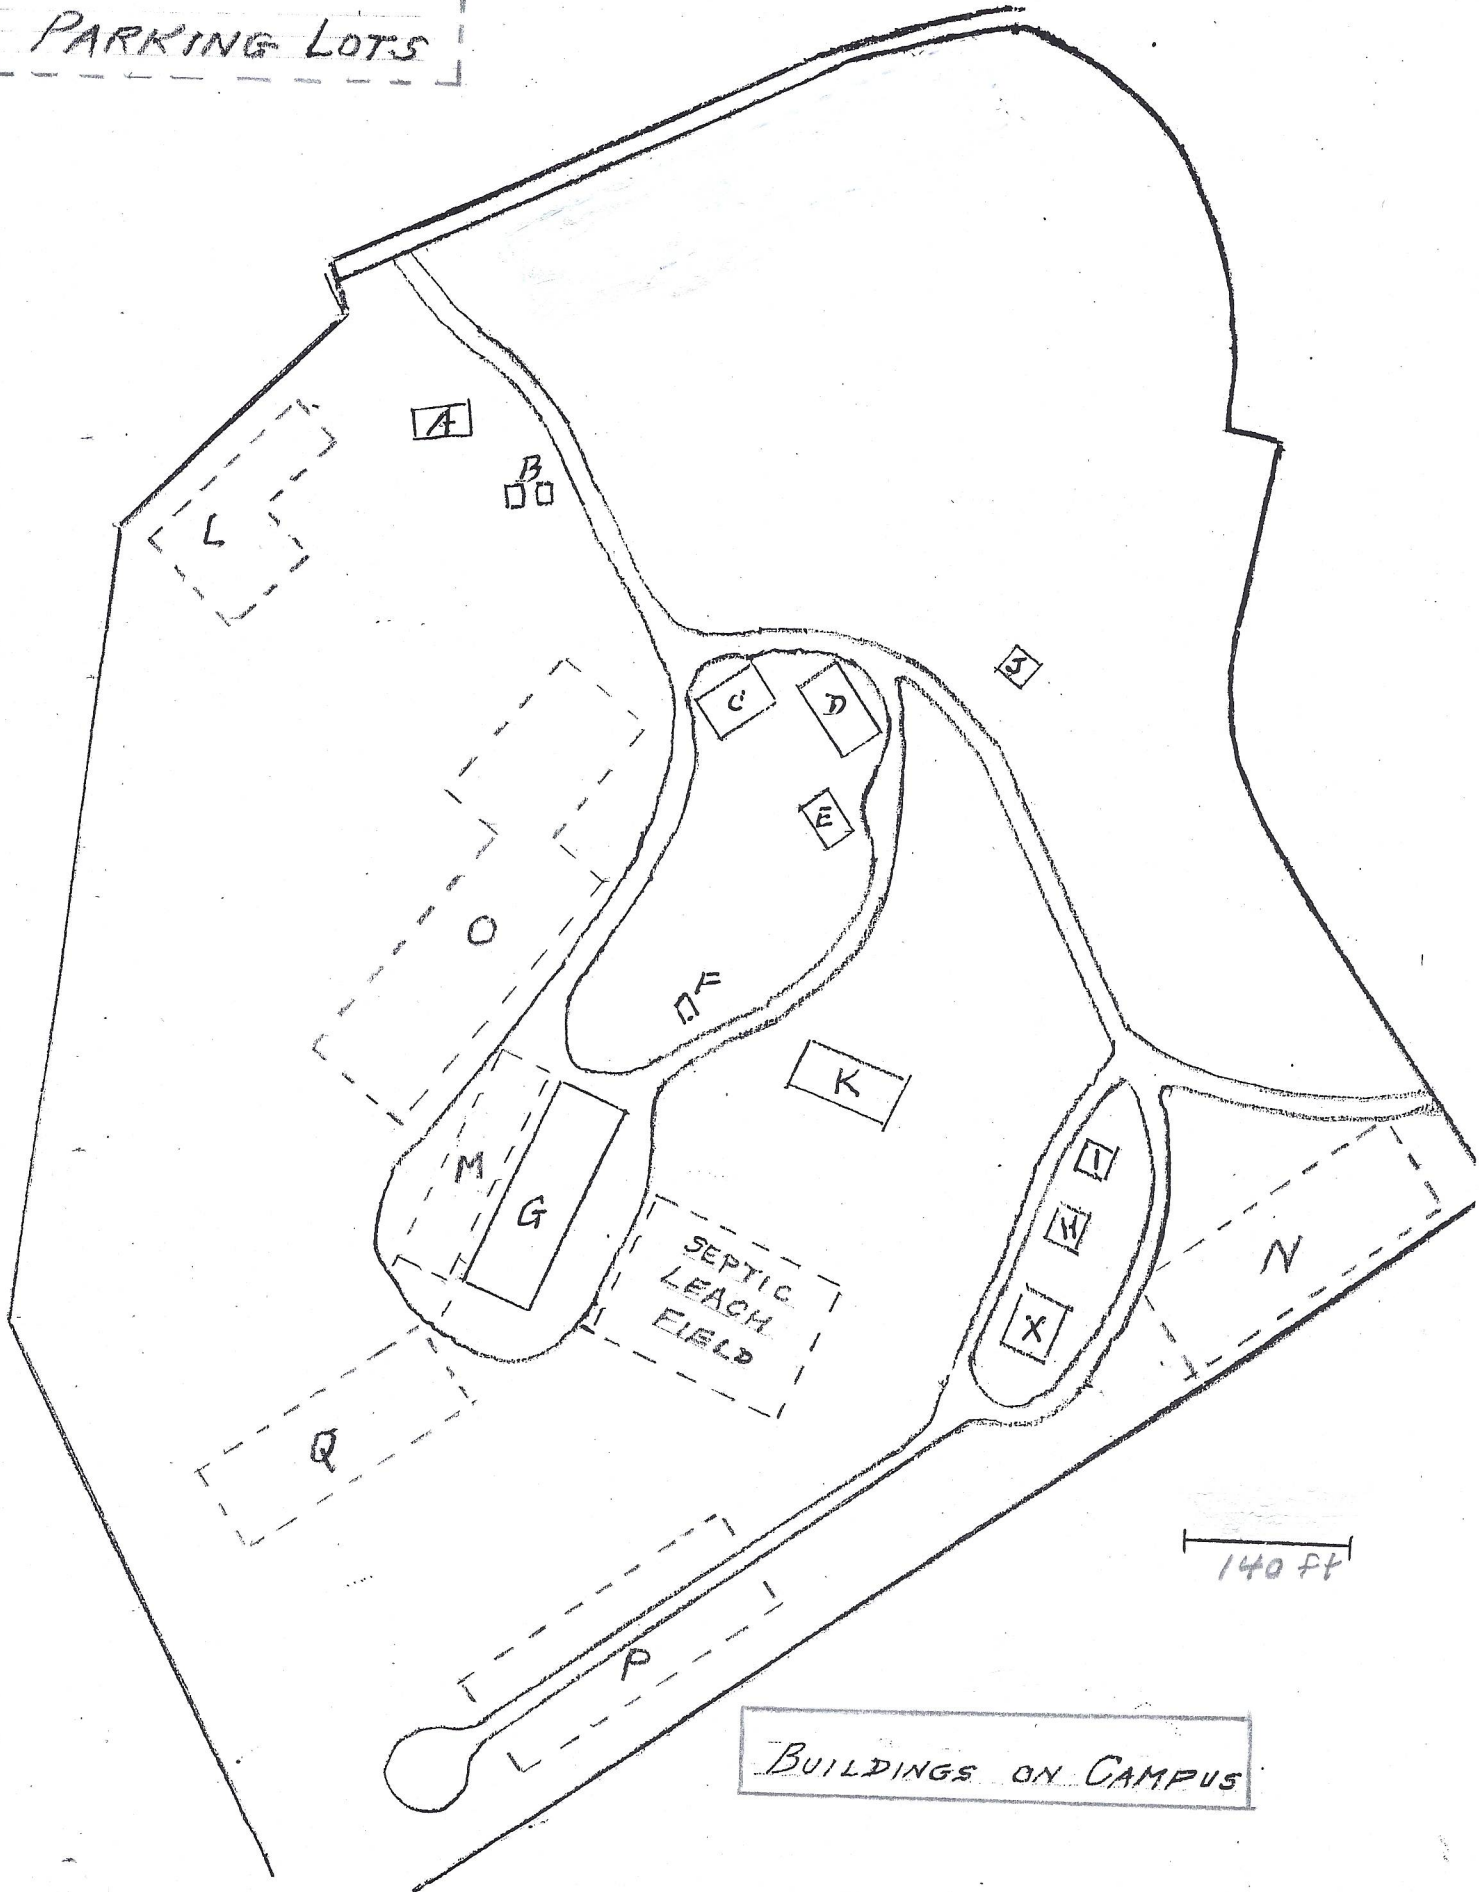 PARKING LOTS
A
B
L
J
C
D
E
O
F
K
M
I
G
H
SEPTIC
LEACH
FIELD
N
X
Q
140 ft
P
BUILDINGS ON CAMPUS